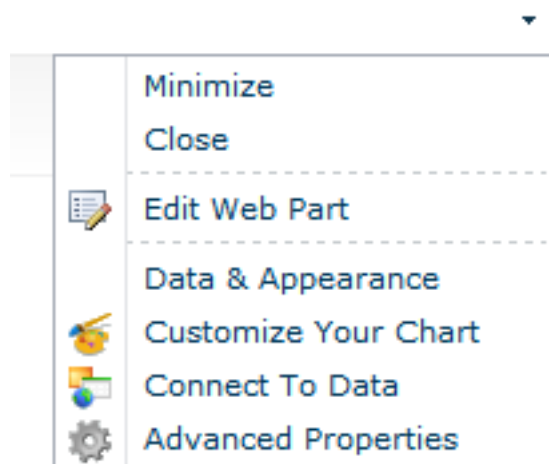 Minimize
Close
Edit Web Part
Data & Appearance
Customize Your Chart
Connect To Data
Advanced Properties